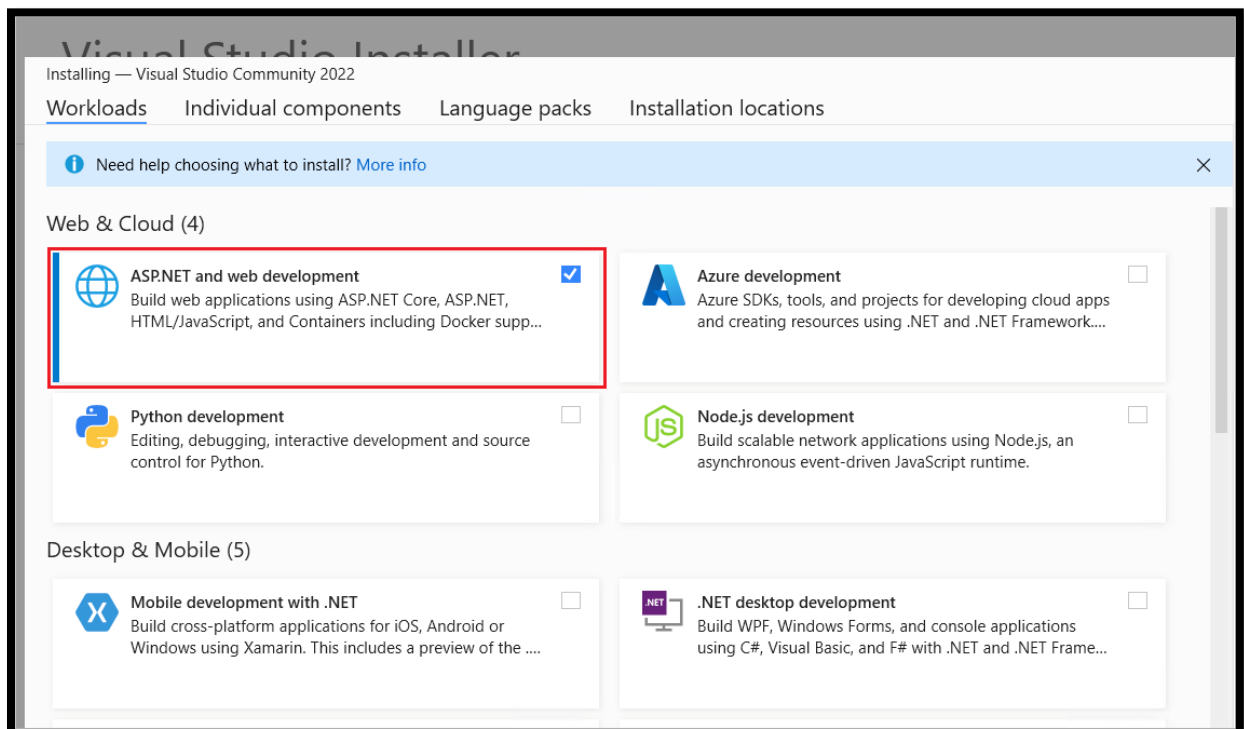 Visual Studio Installer
Installing — Visual Studio Community 2022
Workloads Individual components Language packs Installation locations
Need help choosing what to install? More info
Web & Cloud (4)
ASP.NET and web development
Build web applications using ASP.NET Core, ASP.NET,
HTML/JavaScript, and Containers including Docker supp...
Azure development
Azure SDKs, tools, and projects for developing cloud apps
and creating resources using .NET and .NET Framework....
Python development
Editing, debugging, interactive development and source
control for Python.
JS
Node.js development
Build scalable network applications using Node.js, an
asynchronous event-driven JavaScript runtime.
Desktop & Mobile (5)
Mobile development with .NET
Build cross-platform applications for iOS, Android or
Windows using Xamarin. This includes a preview of the ....
.NET
.NET desktop development
Build WPF, Windows Forms, and console applications
using C#, Visual Basic, and F# with .NET and .NET Frame...